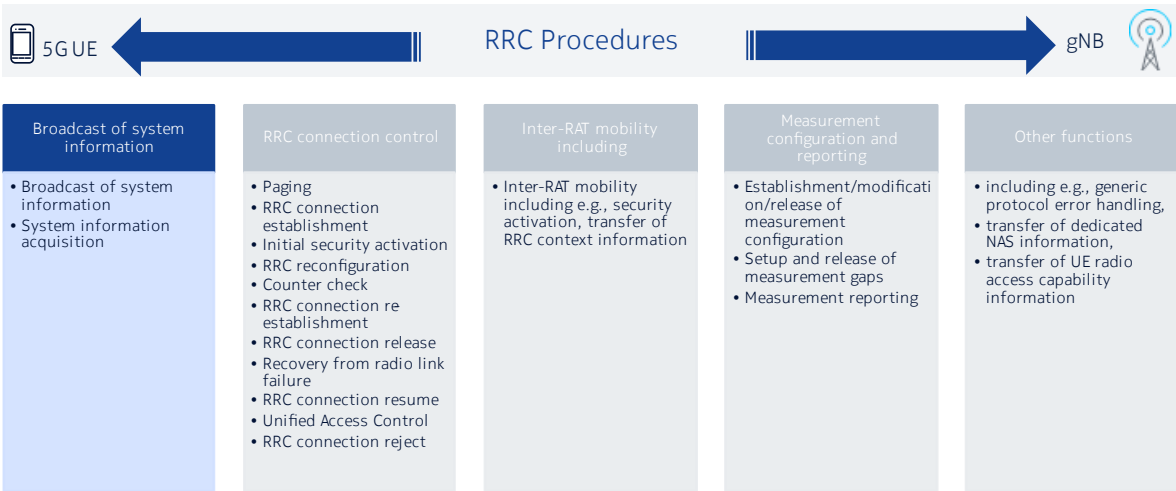 5G UE
RRC Procedures
gNB
Broadcast of system
information
• Broadcast of system
information
• System information
acquisition
RRC connection control
• Paging
• RRC connection
establishment
• Initial security activation
• RRC reconfiguration
• Counter check
• RRC connection re
establishment
• RRC connection release
• Recovery from radio link
failure
• RRC connection resume
• Unified Access Control
• RRC connection reject
Inter-RAT mobility
including
• Inter-RAT mobility
including e.g., security
activation, transfer of
RRC context information
Measurement
configuration and
reporting
• Establishment/modificati
on/release of
measurement
configuration
• Setup and release of
measurement gaps
• Measurement reporting
Other functions
• including e.g., generic
protocol error handling,
• transfer of dedicated
NAS information,
• transfer of UE radio
access capability
information